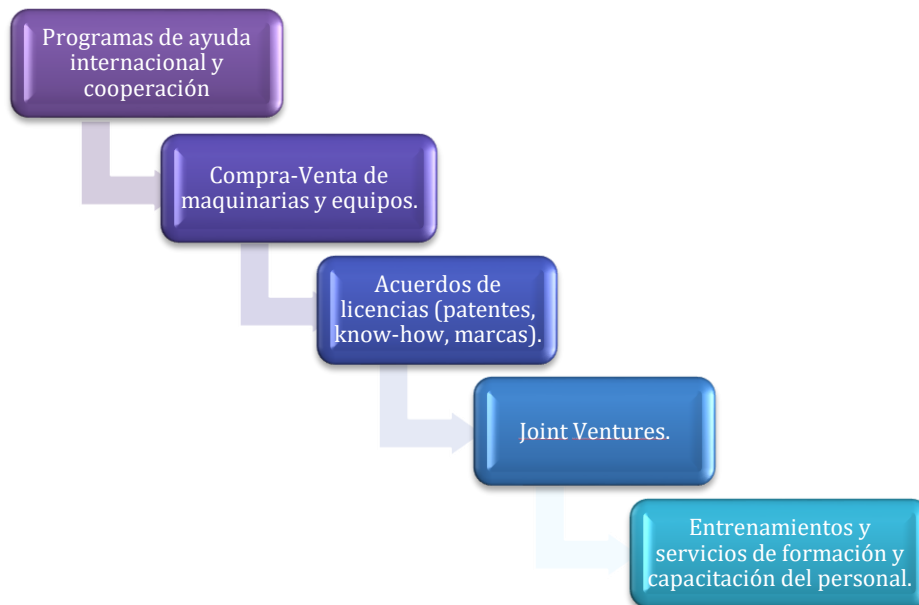 Programas de ayuda
internacional y
cooperación
Compra-Venta de
maquinarias y equipos.
Acuerdos de
licencias (patentes,
know-how, marcas).
Joint Ventures.
Entrenamientos y
servicios de formación y
capacitación del personal.